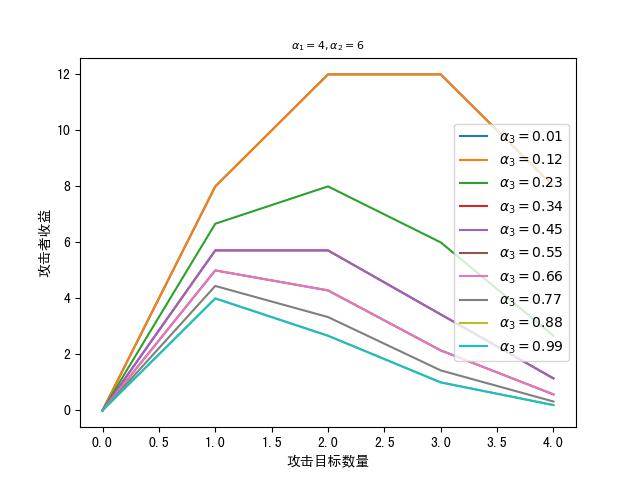 α₁ = 4, α₂ = 6
攻击者收益
12
10
8
6
4
2
0
α₃ = 0.01
α₃ = 0.12
α₃ = 0.23
α₃ = 0.34
α₃ = 0.45
α₃ = 0.55
α₃ = 0.66
α₃ = 0.77
α₃ = 0.88
α₃ = 0.99
0.0 0.5 1.0 1.5 2.0 2.5 3.0 3.5 4.0
攻击目标数量